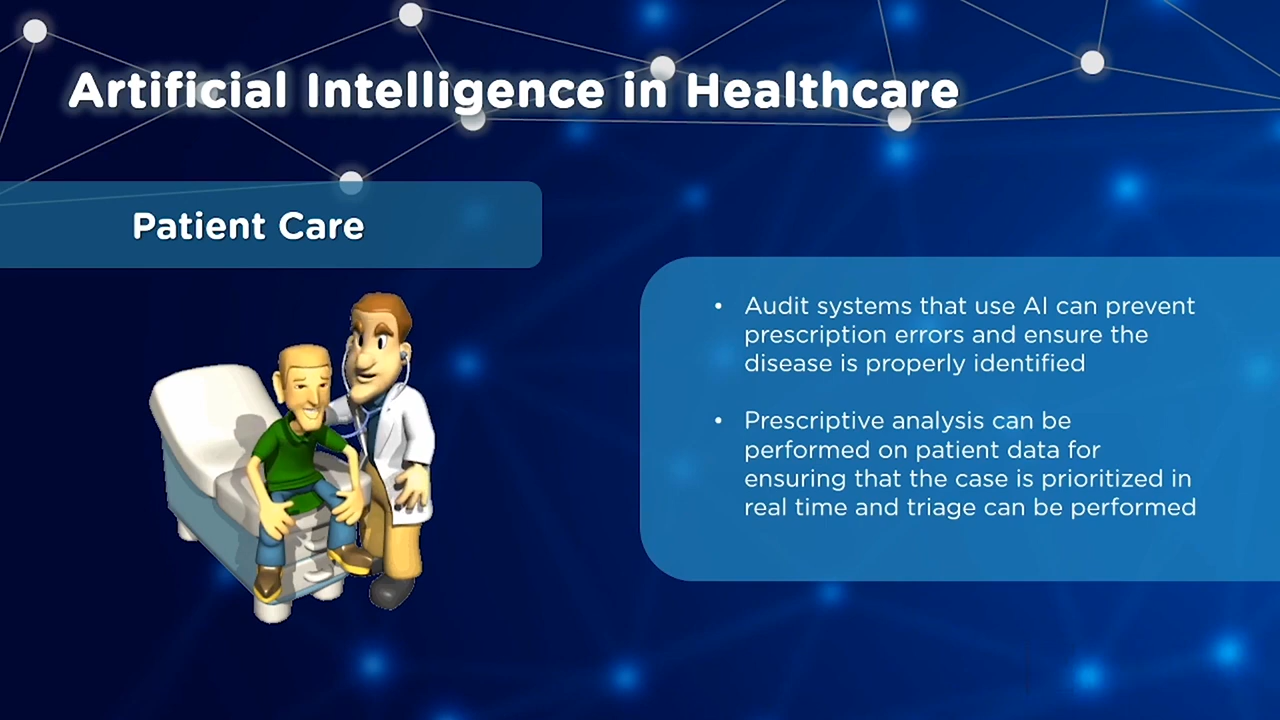 Artificial Intelligence in Healthcare
Patient Care
• Audit systems that use AI can prevent
prescription errors and ensure the
disease is properly identified
• Prescriptive analysis can be
performed on patient data for
ensuring that the case is prioritized in
real time and triage can be performed